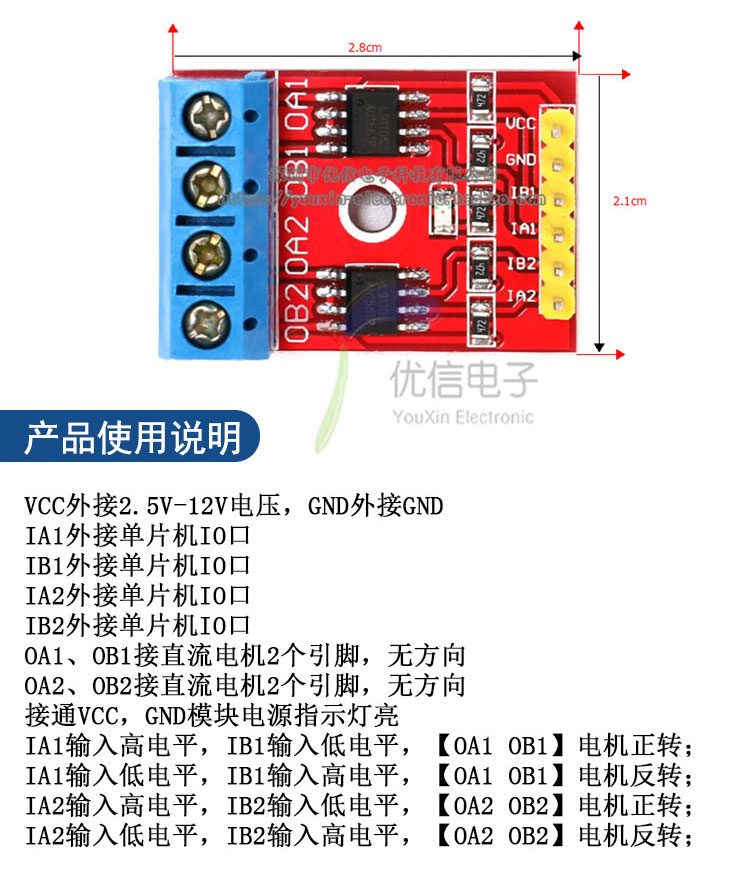 2.8cm
OA1
OB1
OA2
OB2
472
472
472
472
VCC
GND
IB1
IA1
IB2
IA2
2.1cm
优信电子
YouXin Electronic
产品使用说明
VCC外接2.5V-12V电压，GND外接GND
IA1外接单片机IO口
IB1外接单片机IO口
IA2外接单片机IO口
IB2外接单片机IO口
OA1、OB1接直流电机2个引脚，无方向
OA2、OB2接直流电机2个引脚，无方向
接通VCC，GND模块电源指示灯亮
IA1输入高电平，IB1输入低电平，【OA1 OB1】电机正转；
IA1输入低电平，IB1输入高电平，【OA1 OB1】电机反转；
IA2输入高电平，IB2输入低电平，【OA2 OB2】电机正转；
IA2输入低电平，IB2输入高电平，【OA2 OB2】电机反转；